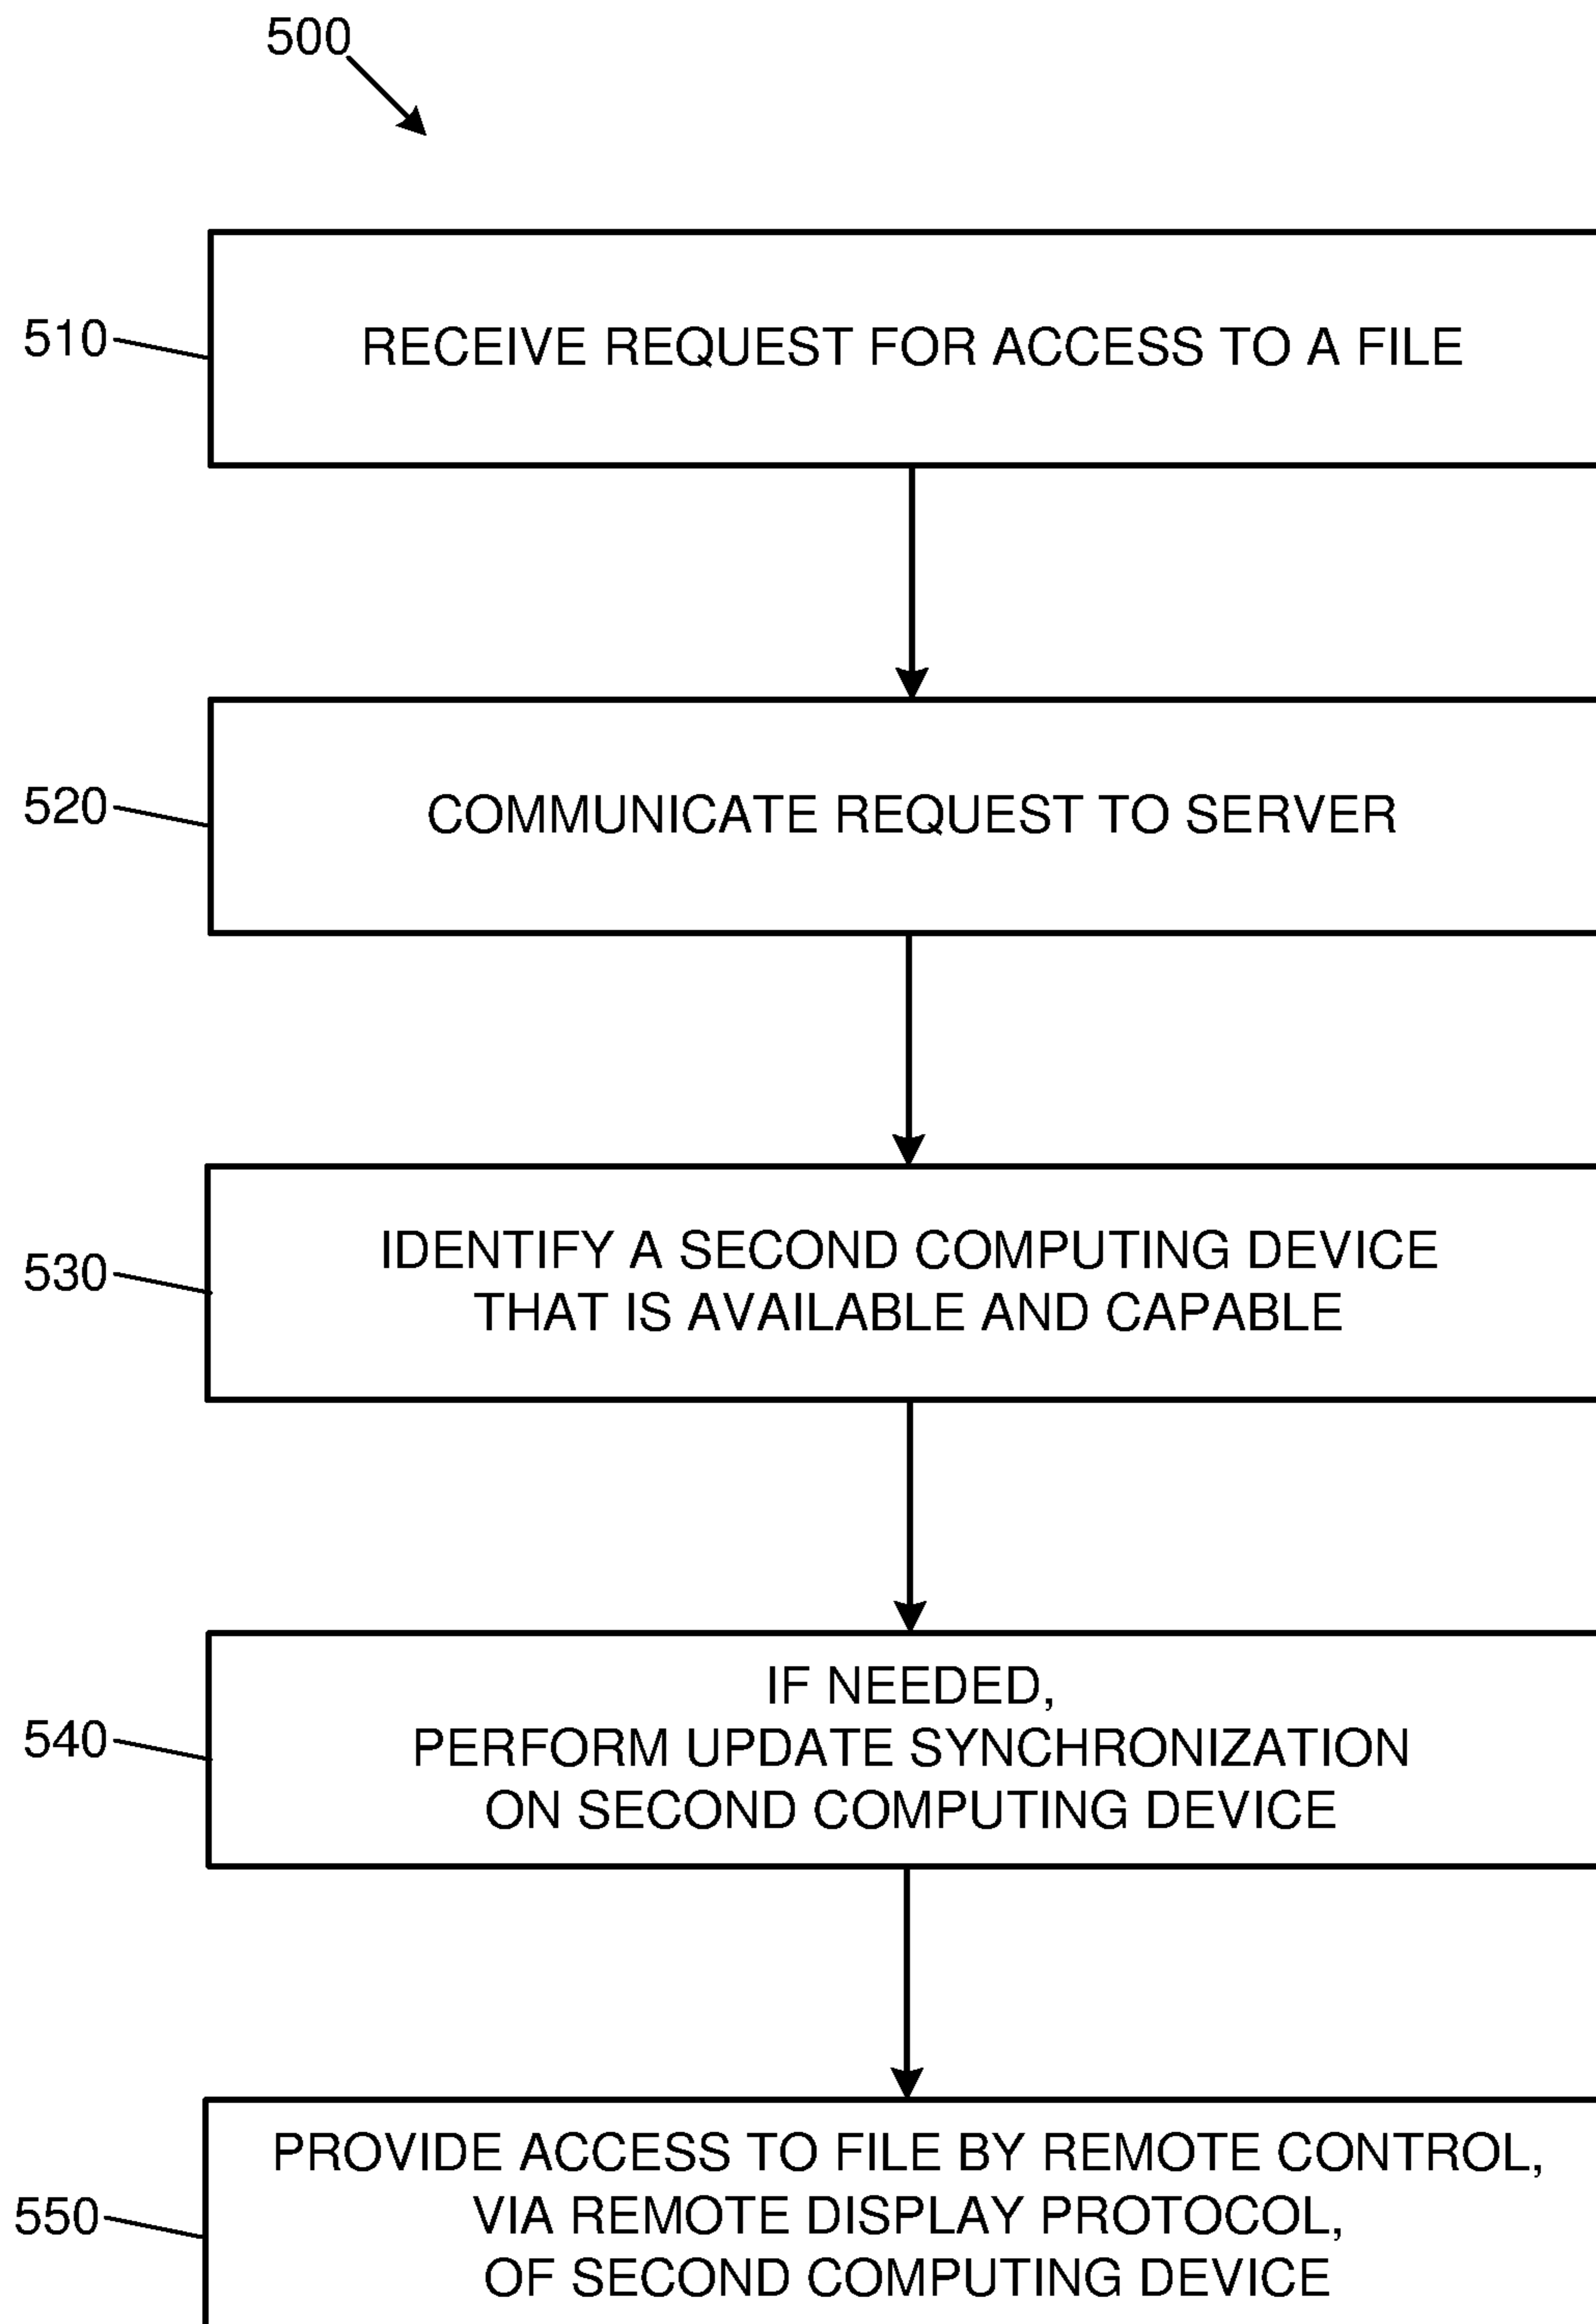 500
510
RECEIVE REQUEST FOR ACCESS TO A FILE
520
COMMUNICATE REQUEST TO SERVER
530
IDENTIFY A SECOND COMPUTING DEVICE
THAT IS AVAILABLE AND CAPABLE
540
IF NEEDED,
PERFORM UPDATE SYNCHRONIZATION
ON SECOND COMPUTING DEVICE
550
PROVIDE ACCESS TO FILE BY REMOTE CONTROL,
VIA REMOTE DISPLAY PROTOCOL,
OF SECOND COMPUTING DEVICE